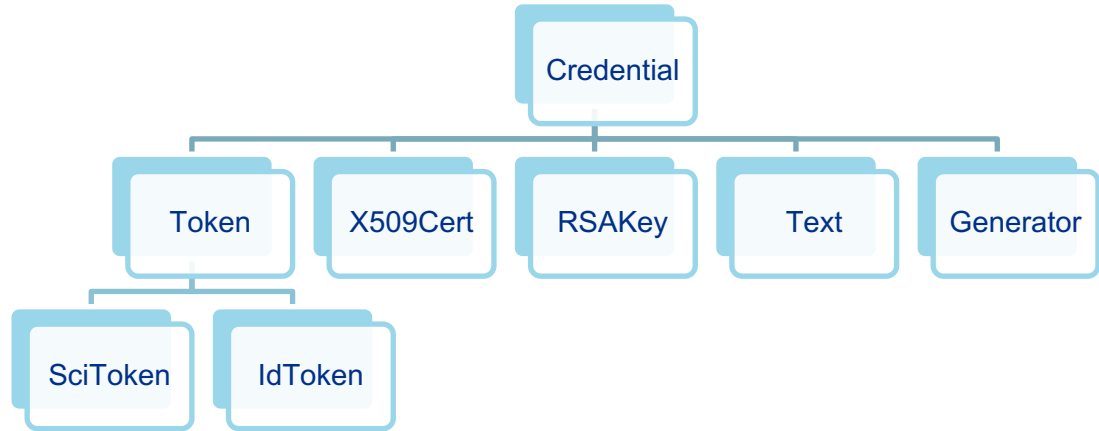 Credential
Token
X509Cert
RSAKey
Text
Generator
SciToken
IdToken